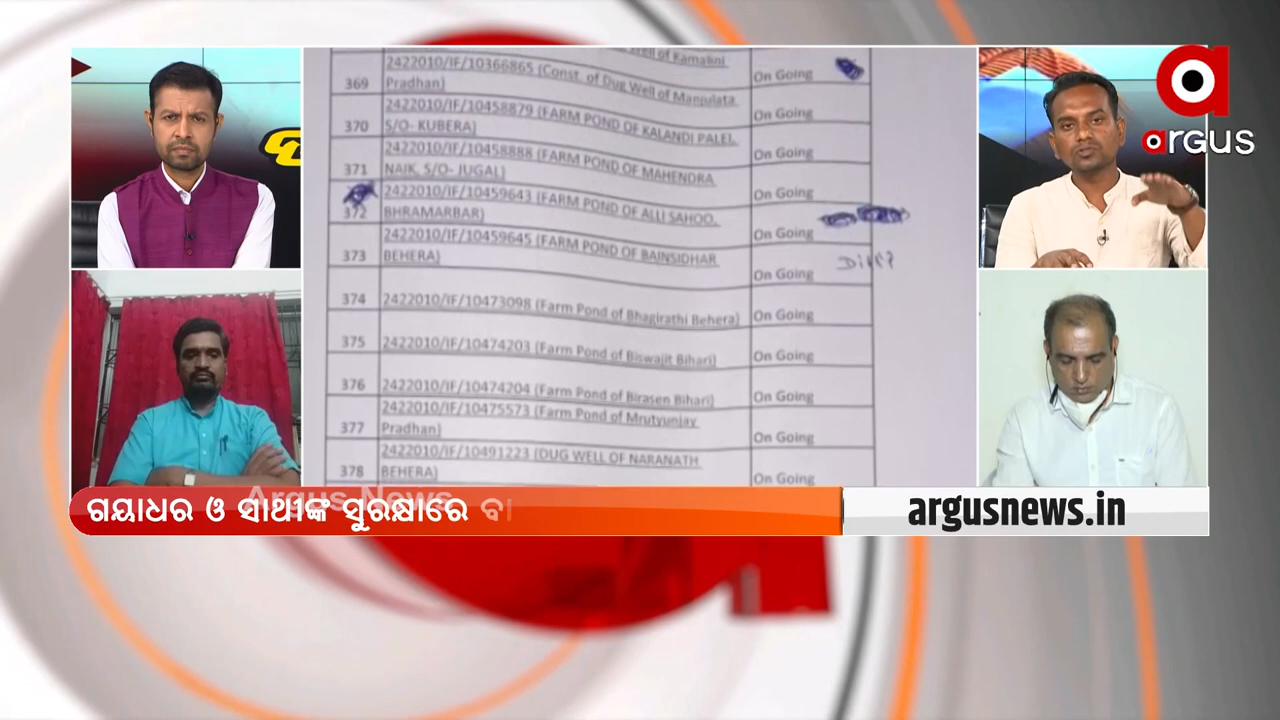 argus
Well of Kamalini
369 2422010/IF/10366865 (Const. of Dug Well of Manjulata Pradhan) On Going
370 2422010/IF/10458879 (FARM POND OF KALANDI PALEI, S/O- KUBERA) On Going
371 2422010/IF/10458888 (FARM POND OF MAHENDRA NAIK, S/O- JUGAL) On Going
372 2422010/IF/10459643 (FARM POND OF ALLI SAHOO, BHRAMARBAR) On Going
373 2422010/IF/10459645 (FARM POND OF BAINSIDHAR BEHERA) On Going
374 2422010/IF/10473098 (Farm Pond of Bhagirathi Behera) On Going
375 2422010/IF/10474203 (Farm Pond of Biswajit Bihari) On Going
376 2422010/IF/10474204 (Farm Pond of Birasen Bihari) On Going
377 2422010/IF/10475573 (Farm Pond of Mrutyunjay Pradhan) On Going
378 2422010/IF/10491223 (DUG WELL OF NARANATH BEHERA) On Going
Argus News
ଗୟାଧର ଓ ସାଥୀଙ୍କ ସୁରକ୍ଷାରେ
argusnews.in